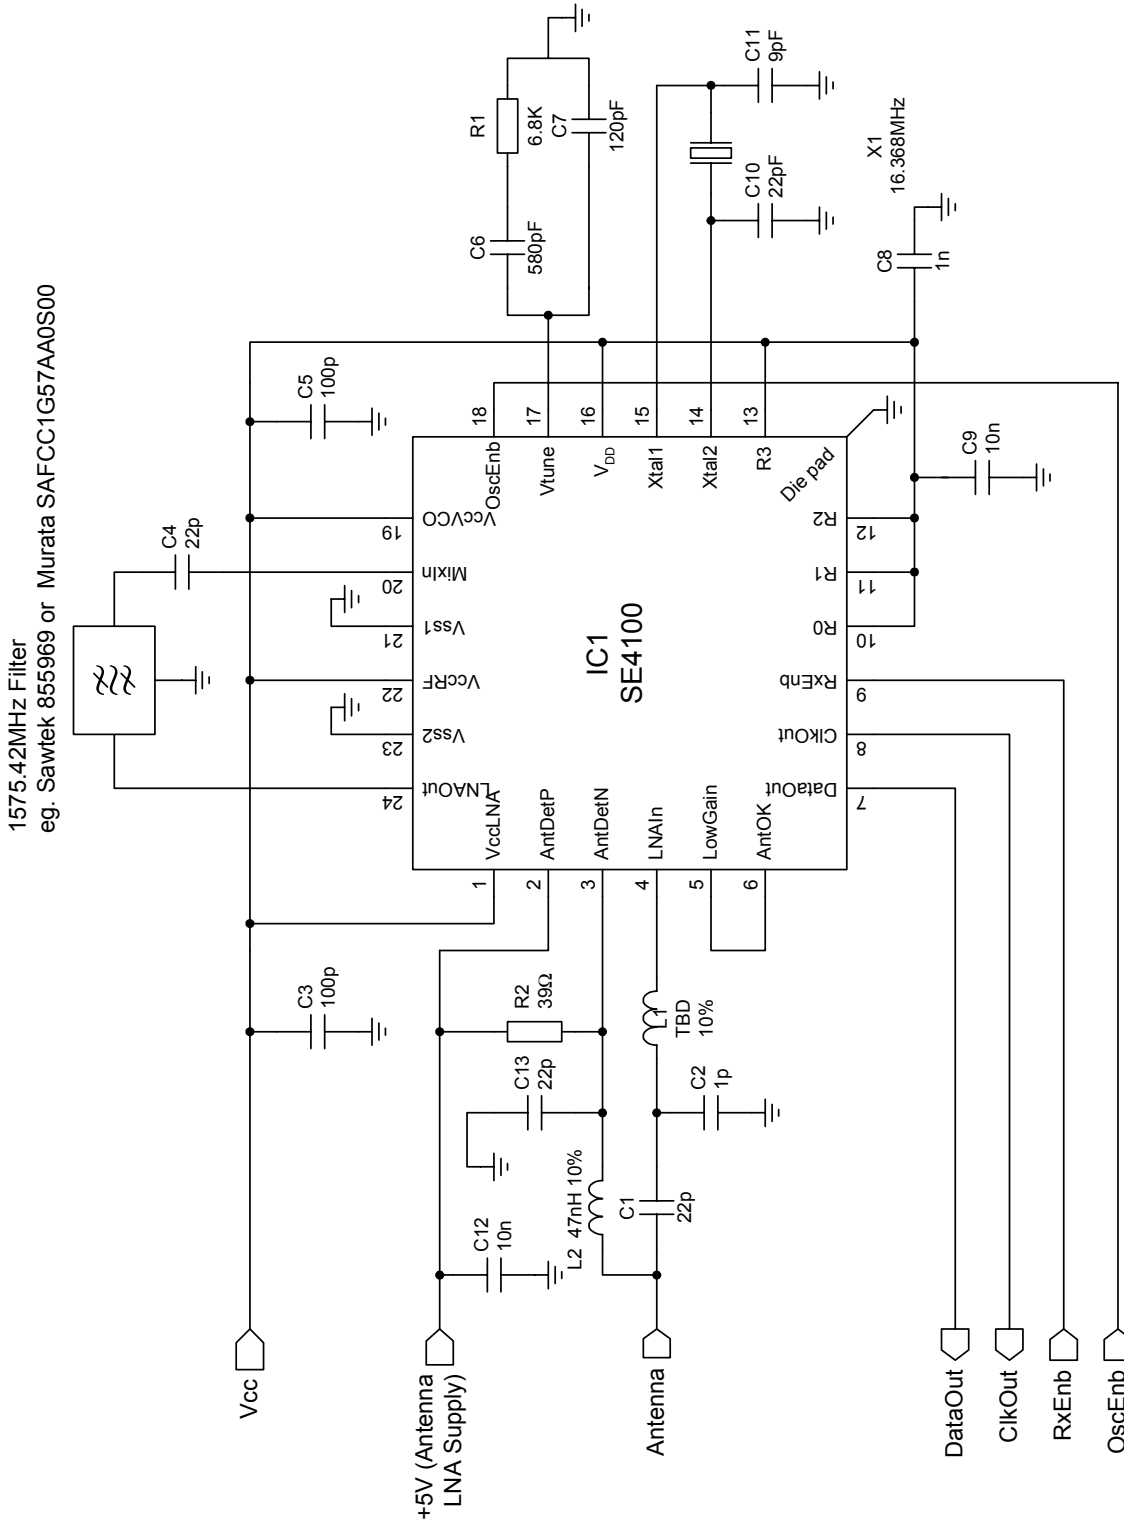 1575.42MHz Filter
eg. Sawtek 855969 or Murata SAFCC1G57AA0S00
Vcc
+5V (Antenna
LNA Supply)
Antenna
DataOut
ClkOut
RxEnb
OscEnb
C3
100p
C5
100p
C4
22p
C12
10n
C13
22p
R2
39Ω
L2 47nH 10%
C1
22p
C2
1p
L1
TBD
10%
IC1
SE4100
1
VccLNA
2
AntDetP
3
AntDetN
4
LNAIn
5
LowGain
6
AntOK
7
DataOut
8
ClkOut
9
RxEnb
10
R0
11
R1
12
R2
13
R3
14
Xtal2
15
Xtal1
16
VDD
17
Vtune
18
OscEnb
19
VccVCO
20
MixIn
21
Vss1
22
VccRF
23
Vss2
24
LNAOut
Die pad
C6
580pF
R1
6.8K
C7
120pF
C10
22pF
C11
9pF
X1
16.368MHz
C8
1n
C9
10n